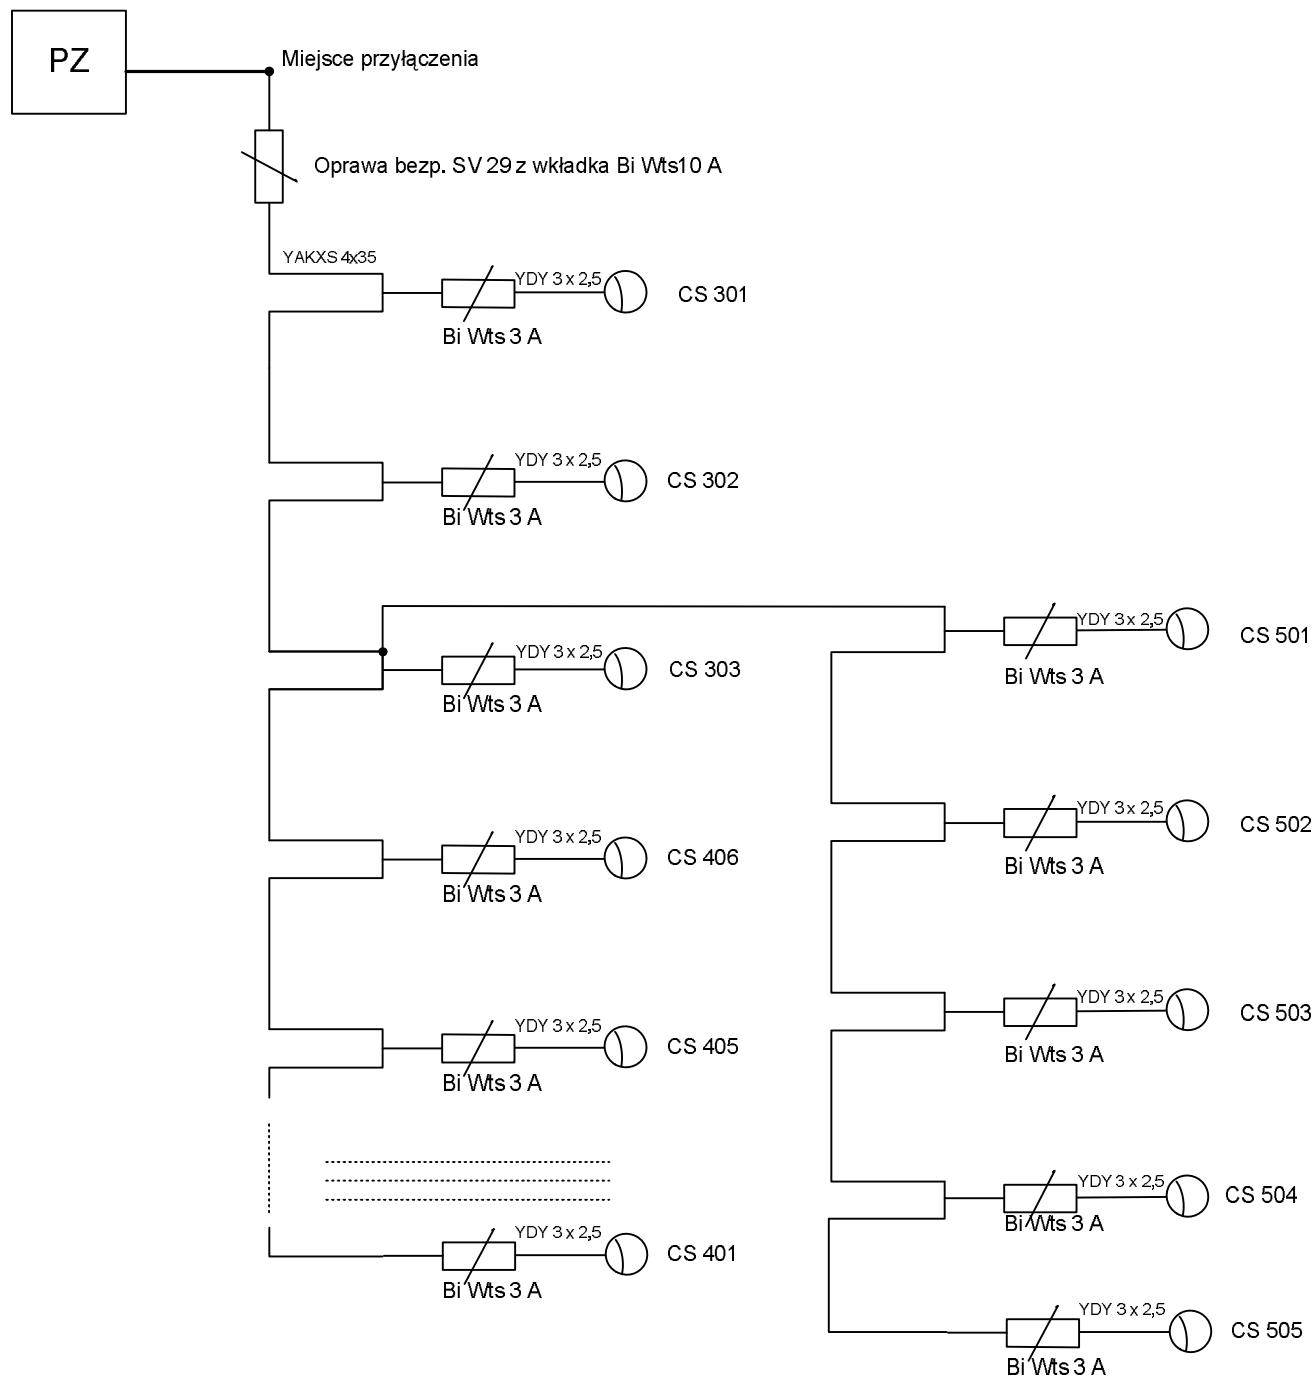 PZ
Miejsce przyłączenia
Oprawa bezp. SV 29 z wkładka Bi Wts10 A
YAKXS 4x35
YDY 3 x 2,5
CS 301
Bi Wts 3 A
YDY 3 x 2,5
CS 302
Bi Wts 3 A
YDY 3 x 2,5
CS 303
Bi Wts 3 A
YDY 3 x 2,5
CS 406
Bi Wts 3 A
YDY 3 x 2,5
CS 405
Bi Wts 3 A
YDY 3 x 2,5
CS 401
Bi Wts 3 A
YDY 3 x 2,5
CS 501
Bi Wts 3 A
YDY 3 x 2,5
CS 502
Bi Wts 3 A
YDY 3 x 2,5
CS 503
Bi Wts 3 A
YDY 3 x 2,5
CS 504
Bi Wts 3 A
YDY 3 x 2,5
CS 505
Bi Wts 3 A